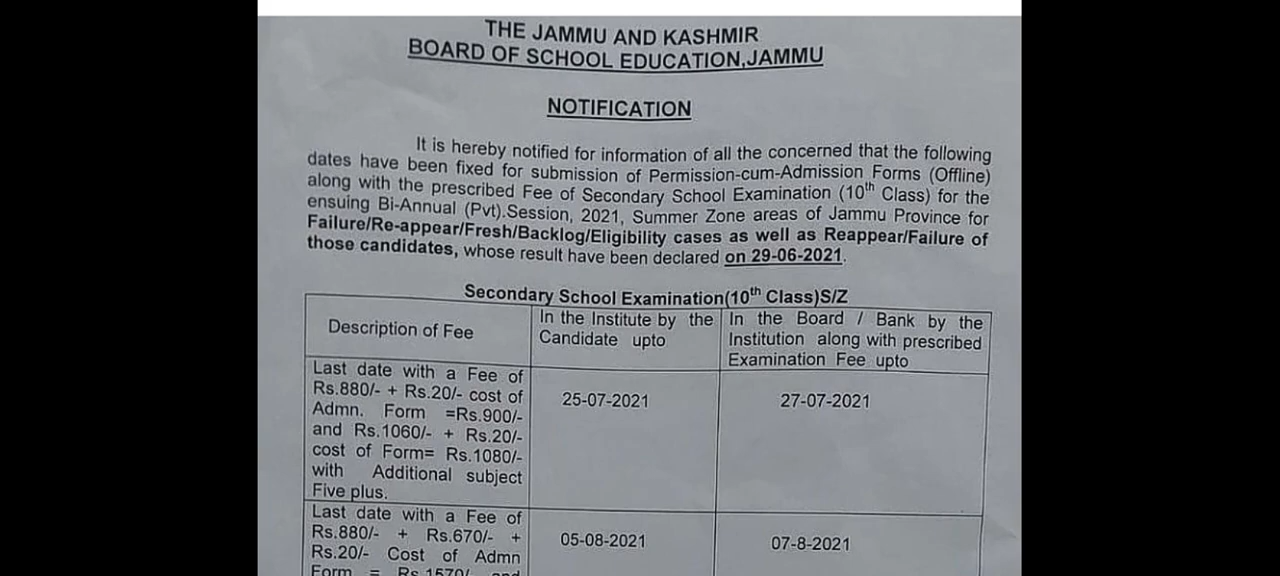 THE JAMMU AND KASHMIR
BOARD OF SCHOOL EDUCATION,JAMMU
NOTIFICATION
It is hereby notified for information of all the concerned that the following
dates have been fixed for submission of Permission-cum-Admission Forms (Offline)
along with the prescribed Fee of Secondary School Examination (10th Class) for the
ensuing Bi-Annual (Pvt).Session, 2021, Summer Zone areas of Jammu Province for
Failure/Re-appear/Fresh/Backlog/Eligibility cases as well as Reappear/Failure of
those candidates, whose result have been declared on 29-06-2021.
Secondary School Examination(10th Class)S/Z
Description of Fee
In the Institute by the
Candidate upto
In the Board / Bank by the
Institution along with prescribed
Examination Fee upto
Last date with a Fee of
Rs.880/- + Rs.20/- cost of
Admn. Form =Rs.900/-
and Rs.1060/- + Rs.20/-
cost of Form= Rs.1080/-
with Additional subject
Five plus.
25-07-2021
27-07-2021
Last date with a Fee of
Rs.880/- + Rs.670/- +
Rs.20/- Cost of Admn
Form = Rs.1570/ and
05-08-2021
07-8-2021